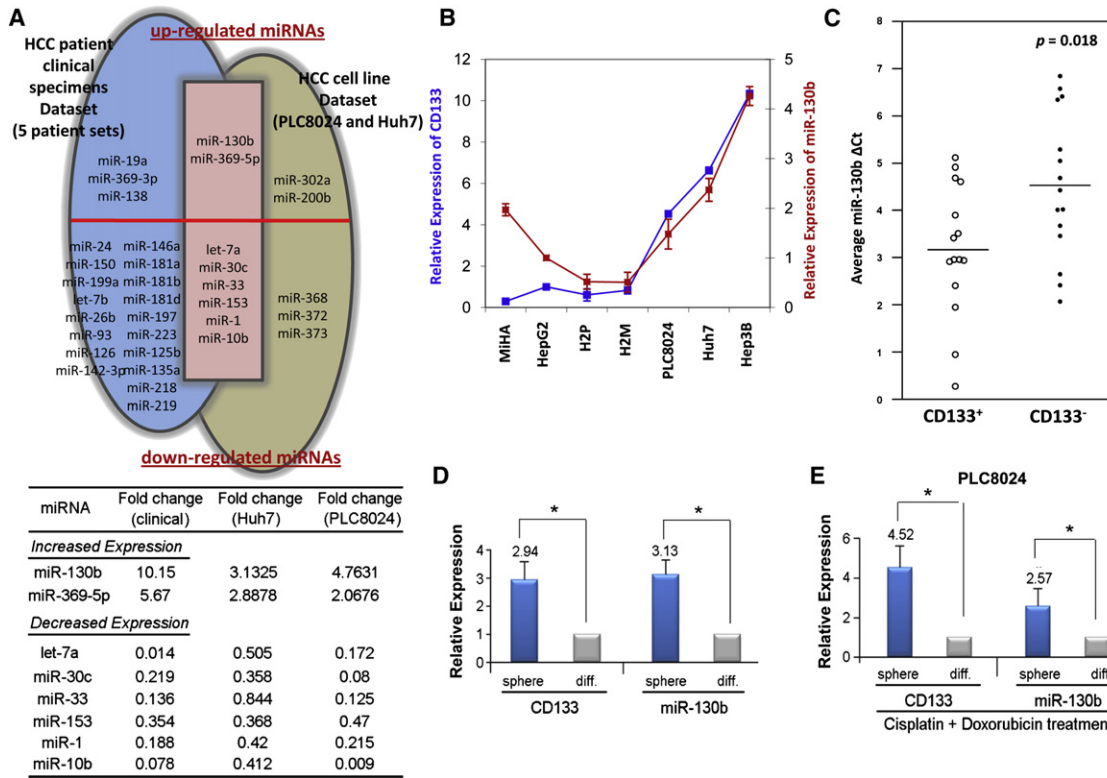 A
up-regulated miRNAs
HCC patient
clinical
specimens
Dataset
(5 patient sets)
HCC cell line
Dataset
(PLC8024 and Huh7)
miR-130b
miR-369-5p
miR-19a
miR-369-3p
miR-138
miR-302a
miR-200b
miR-24
miR-150
miR-199a
let-7b
miR-26b
miR-93
miR-126
miR-142-3p
miR-146a
miR-181a
miR-181b
miR-181d
miR-197
miR-223
miR-125b
miR-135a
miR-218
miR-219
let-7a
miR-30c
miR-33
miR-153
miR-1
miR-10b
miR-368
miR-372
miR-373
down-regulated miRNAs
miRNA Fold change (clinical) Fold change (Huh7) Fold change (PLC8024)
Increased Expression
miR-130b 10.15 3.1325 4.7631
miR-369-5p 5.67 2.8878 2.0676
Decreased Expression
let-7a 0.014 0.505 0.172
miR-30c 0.219 0.358 0.08
miR-33 0.136 0.844 0.125
miR-153 0.354 0.368 0.47
miR-1 0.188 0.42 0.215
miR-10b 0.078 0.412 0.009
B
Relative Expression of CD133
12
10
8
6
4
2
0
Relative Expression of miR-130b
5
4
3
2
1
0
MiHA
HepG2
H2P
H2M
PLC8024
Huh7
Hep3B
C
p = 0.018
Average miR-130b ΔCt
8
7
6
5
4
3
2
1
0
CD133+
CD133-
D
Relative Expression
4
3
2
1
0
2.94
*
3.13
*
sphere diff. sphere diff.
CD133 miR-130b
E
PLC8024
Relative Expression
6
4
2
0
4.52
*
2.57
*
sphere diff. sphere diff
CD133 miR-130b
Cisplatin + Doxorubicin treatmen